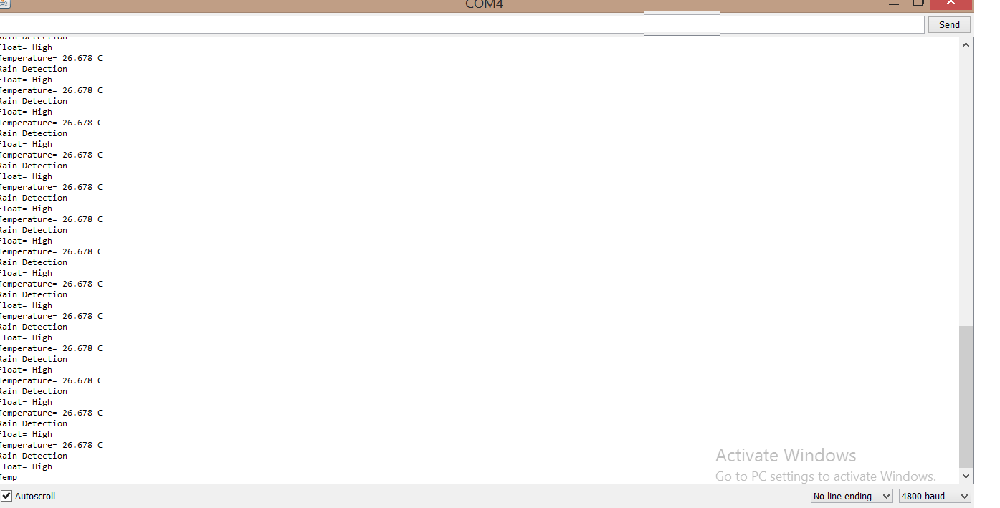 COM4
Send
Rain Detection
Float= High
Temperature= 26.678 C
Rain Detection
Float= High
Temperature= 26.678 C
Rain Detection
Float= High
Temperature= 26.678 C
Rain Detection
Float= High
Temperature= 26.678 C
Rain Detection
Float= High
Temperature= 26.678 C
Rain Detection
Float= High
Temperature= 26.678 C
Rain Detection
Float= High
Temperature= 26.678 C
Rain Detection
Float= High
Temperature= 26.678 C
Rain Detection
Float= High
Temperature= 26.678 C
Rain Detection
Float= High
Temperature= 26.678 C
Rain Detection
Float= High
Temperature= 26.678 C
Rain Detection
Float= High
Temperature= 26.678 C
Rain Detection
Float= High
Temperature= 26.678 C
Rain Detection
Float= High
Temp
Activate Windows
Go to PC settings to activate Windows.
Autoscroll
No line ending
4800 baud